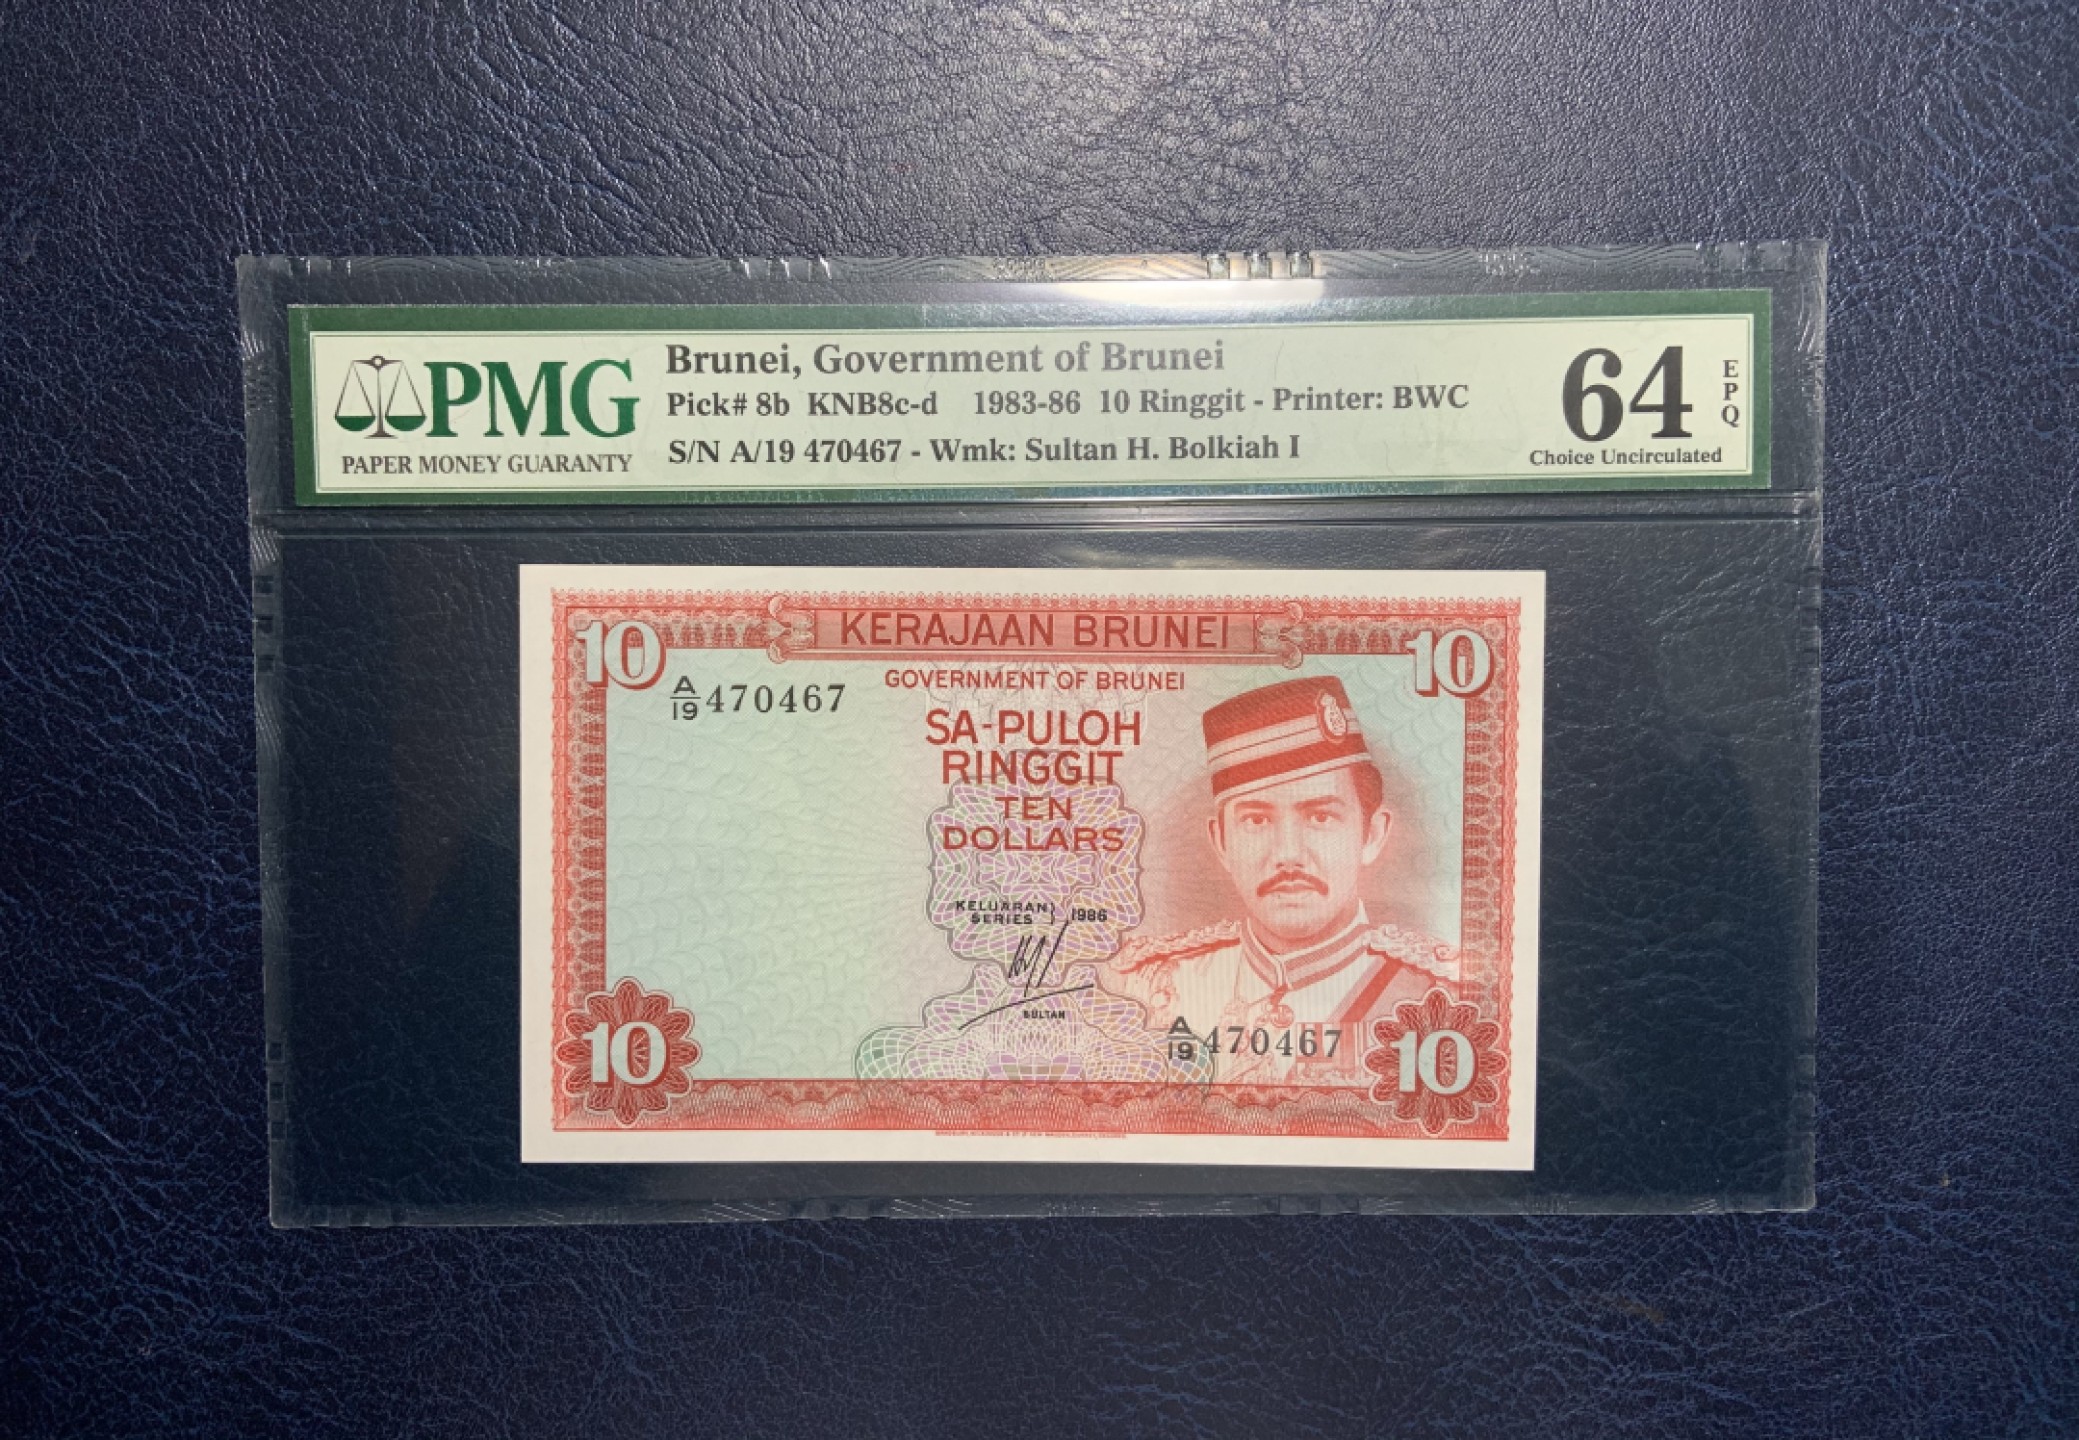 PMG
PAPER MONEY GUARANTY
Brunei, Government of Brunei
Pick# 8b KNB8c-d 1983-86 10 Ringgit - Printer: BWC
S/N A/19 470467 - Wmk: Sultan H. Bolkiah I
64
EPQ
Choice Uncirculated
KERAJAAN BRUNEI
10
10
GOVERNMENT OF BRUNEI
A/19 470467
SA-PULOH
RINGGIT
TEN
DOLLARS
KELUARAN
SERIES } 1986
SULTAN
A/19 470467
10
10